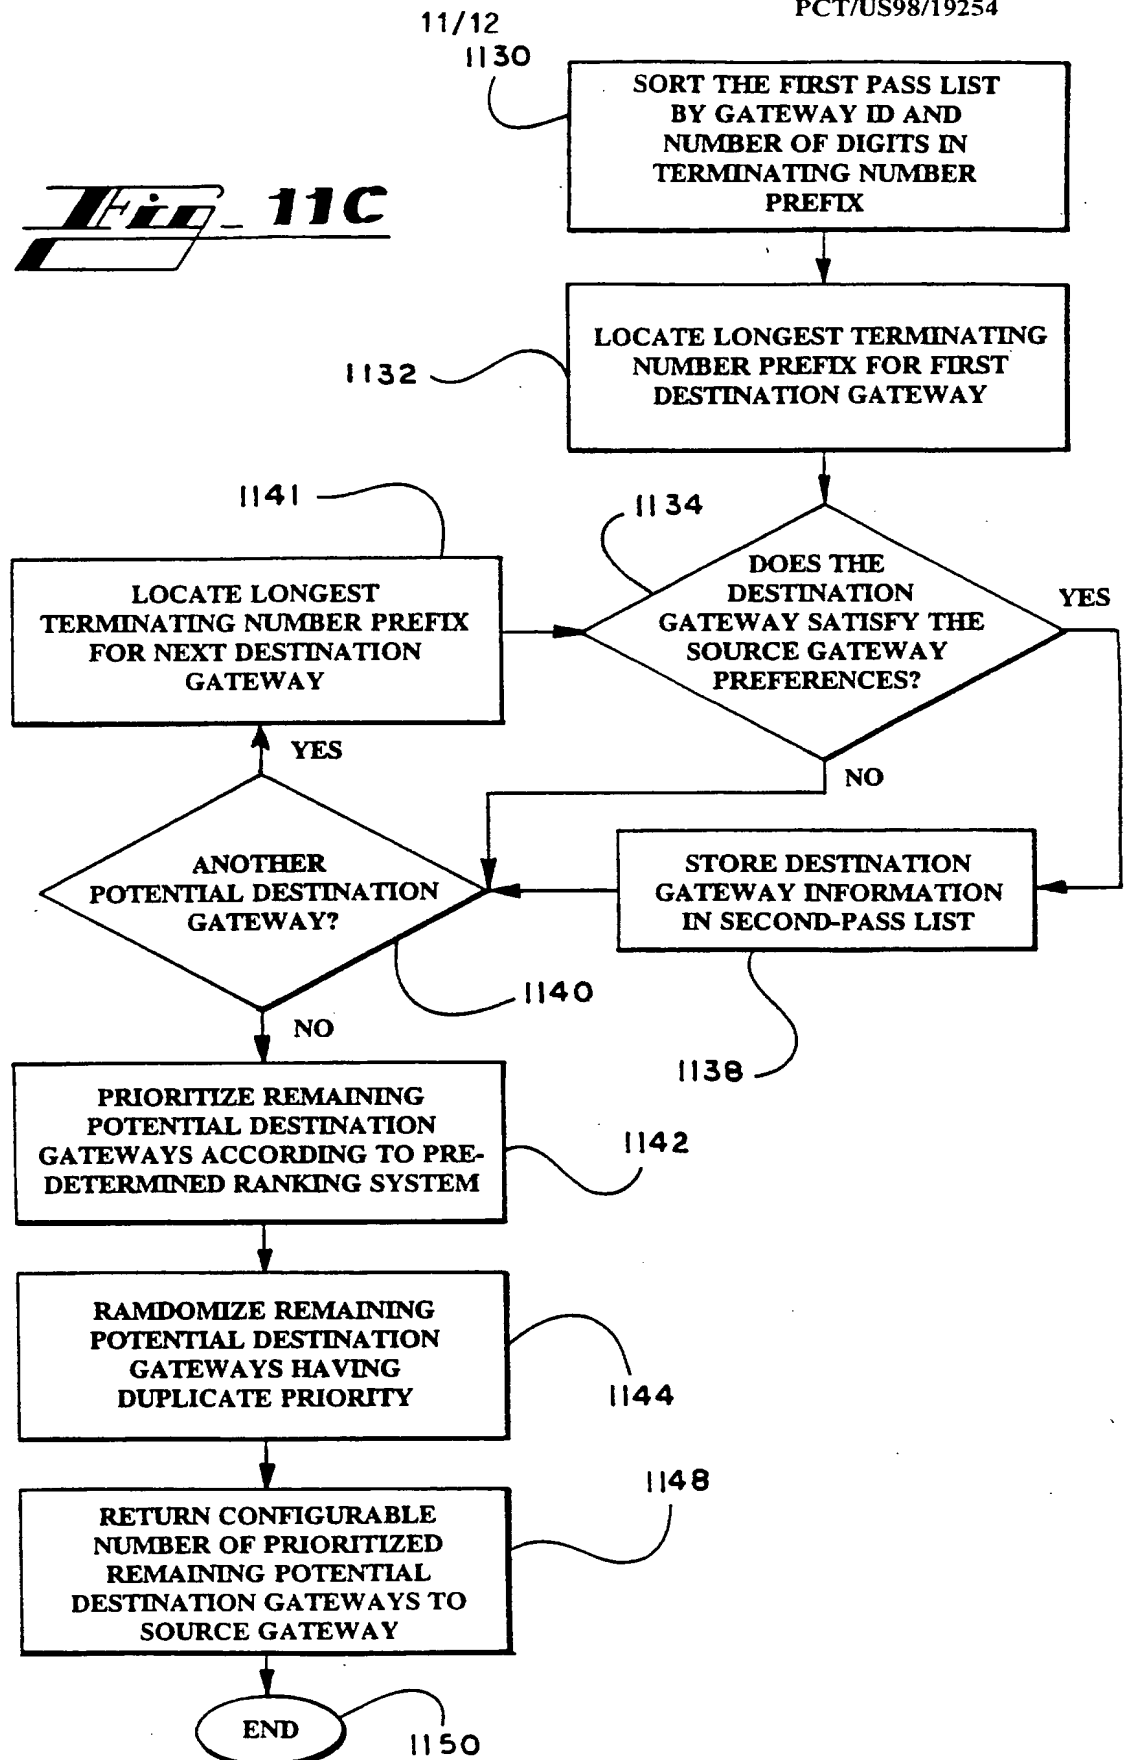 PCT/US98/19254
11/12
1130
SORT THE FIRST PASS LIST
BY GATEWAY ID AND
NUMBER OF DIGITS IN
TERMINATING NUMBER
PREFIX
Fig_ 11C
1132
LOCATE LONGEST TERMINATING
NUMBER PREFIX FOR FIRST
DESTINATION GATEWAY
1141
LOCATE LONGEST
TERMINATING NUMBER PREFIX
FOR NEXT DESTINATION
GATEWAY
1134
DOES THE
DESTINATION
GATEWAY SATISFY THE
SOURCE GATEWAY
PREFERENCES?
YES
YES
NO
ANOTHER
POTENTIAL DESTINATION
GATEWAY?
STORE DESTINATION
GATEWAY INFORMATION
IN SECOND-PASS LIST
1140
NO
1138
PRIORITIZE REMAINING
POTENTIAL DESTINATION
GATEWAYS ACCORDING TO PRE-
DETERMINED RANKING SYSTEM
1142
RAMDOMIZE REMAINING
POTENTIAL DESTINATION
GATEWAYS HAVING
DUPLICATE PRIORITY
1144
1148
RETURN CONFIGURABLE
NUMBER OF PRIORITIZED
REMAINING POTENTIAL
DESTINATION GATEWAYS TO
SOURCE GATEWAY
END
1150